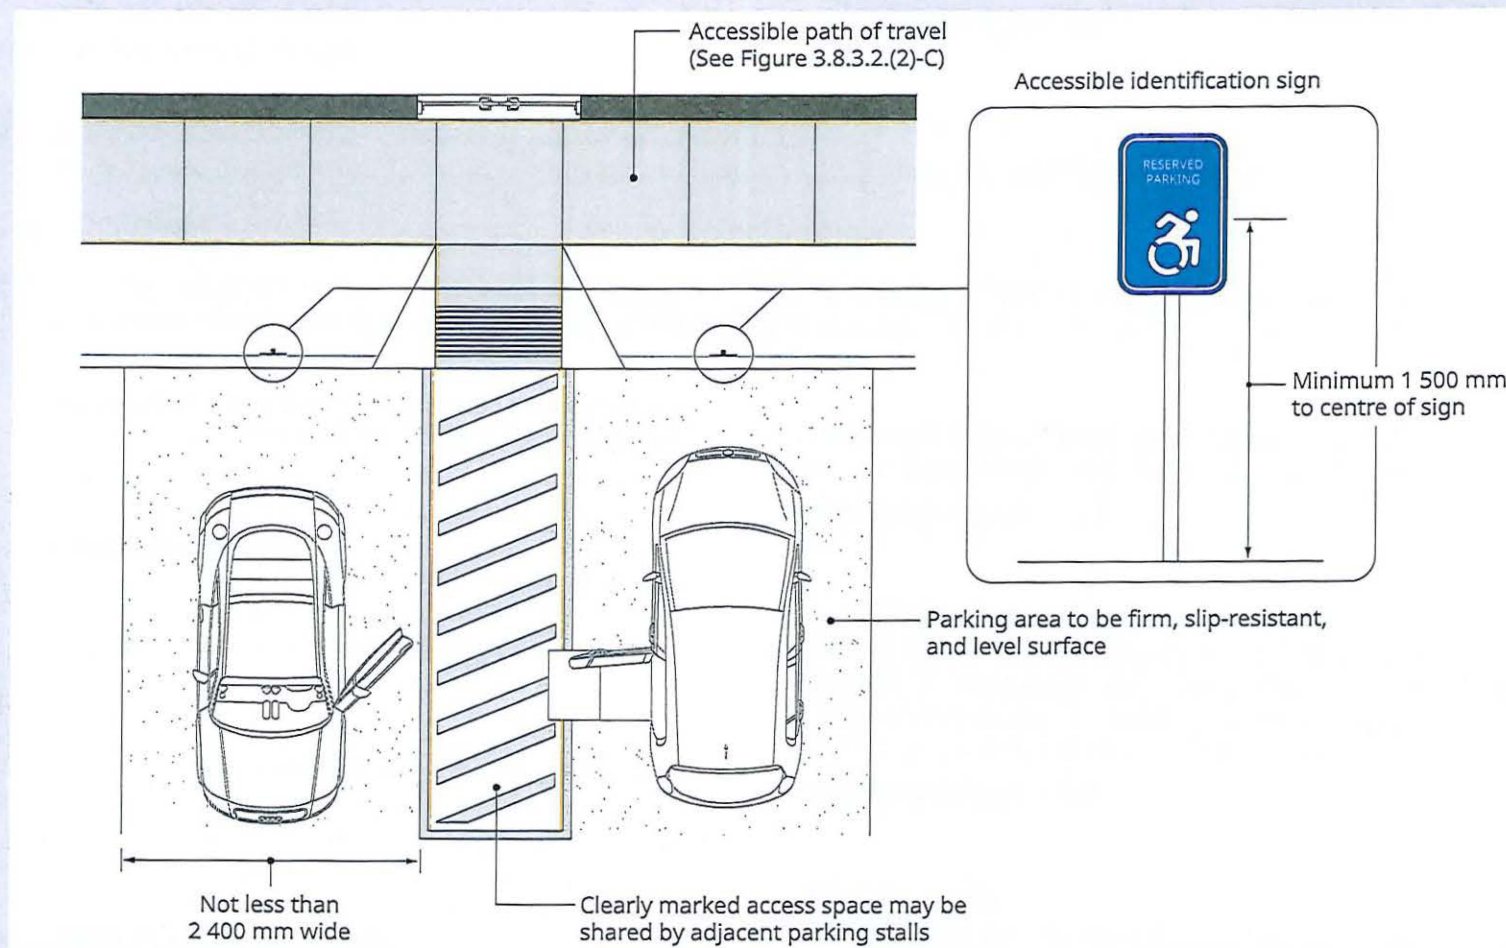 Accessible path of travel
(See Figure 3.8.3.2.(2)-C)
Accessible identification sign
RESERVED
PARKING
Minimum 1 500 mm
to centre of sign
Parking area to be firm, slip-resistant,
and level surface
Not less than
2 400 mm wide
Clearly marked access space may be
shared by adjacent parking stalls